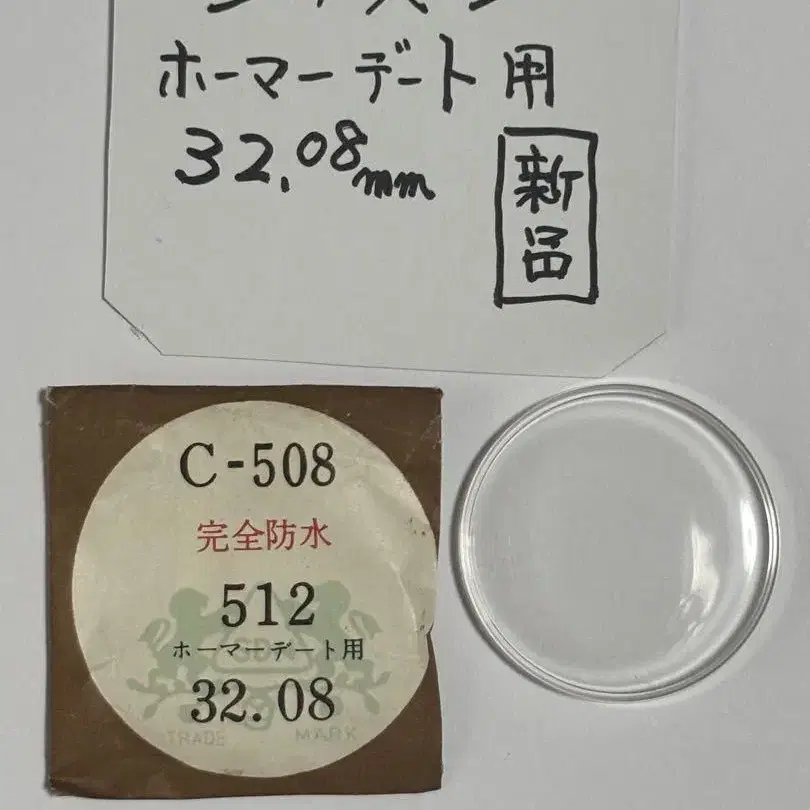 ホーマーデート用
32.08mm
新品
C-508
完全防水
512
ホーマーデート用
32.08
TRADE MARK